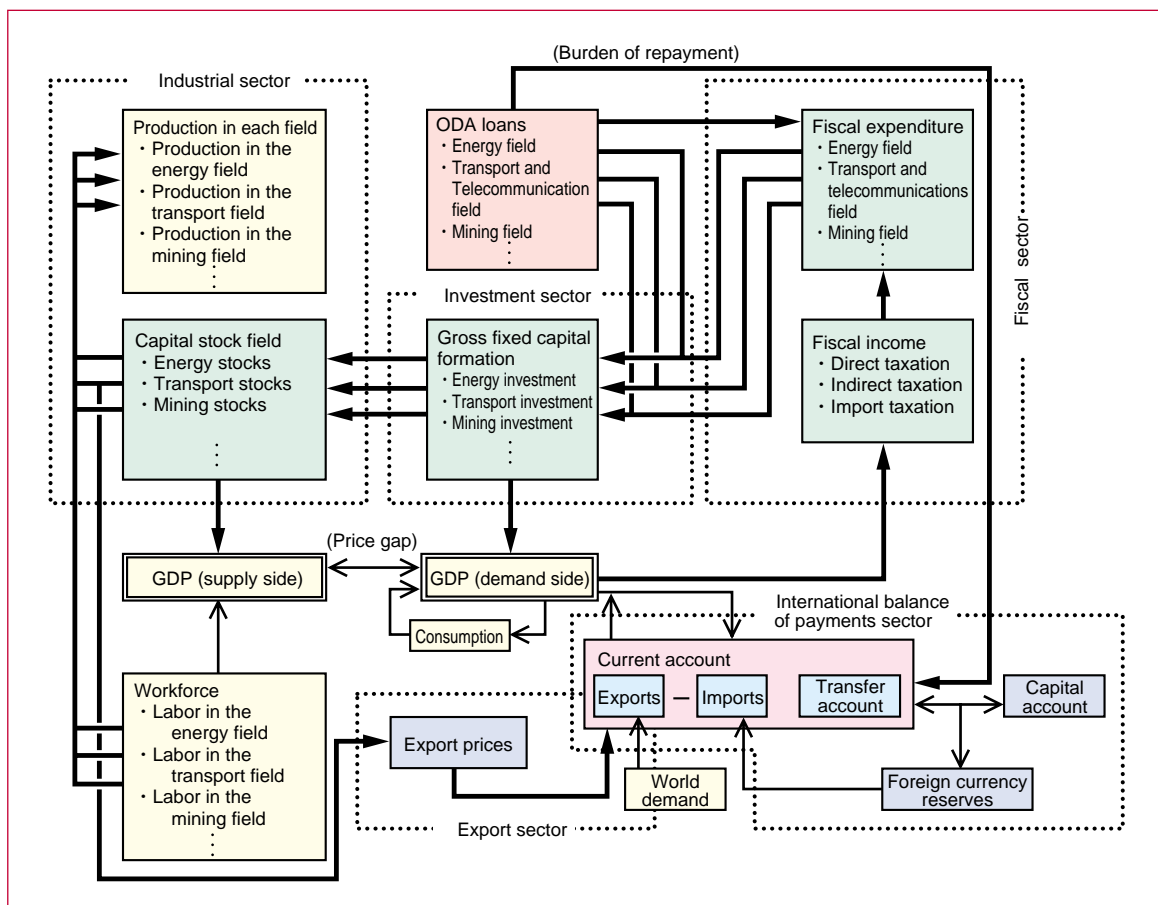 (Burden of repayment)
Industrial sector
Production in each field
・Production in the
energy field
・Production in the
transport field
・Production in the
mining field
⋮
ODA loans
・Energy field
・Transport and
Telecommunication
field
・Mining field
⋮
Fiscal expenditure
・Energy field
・Transport and
telecommunications
field
・Mining field
⋮
Fiscal sector
Investment sector
Capital stock field
・Energy stocks
・Transport stocks
・Mining stocks
⋮
Gross fixed capital
formation
・Energy investment
・Transport investment
・Mining investment
⋮
Fiscal income
・Direct taxation
・Indirect taxation
・Import taxation
(Price gap)
GDP (supply side)
GDP (demand side)
Consumption
International balance
of payments sector
Current account
Exports
–
Imports
Transfer
account
Capital
account
Workforce
・Labor in the
energy field
・Labor in the
transport field
・Labor in the
mining field
⋮
Export prices
World
demand
Foreign currency
reserves
Export sector